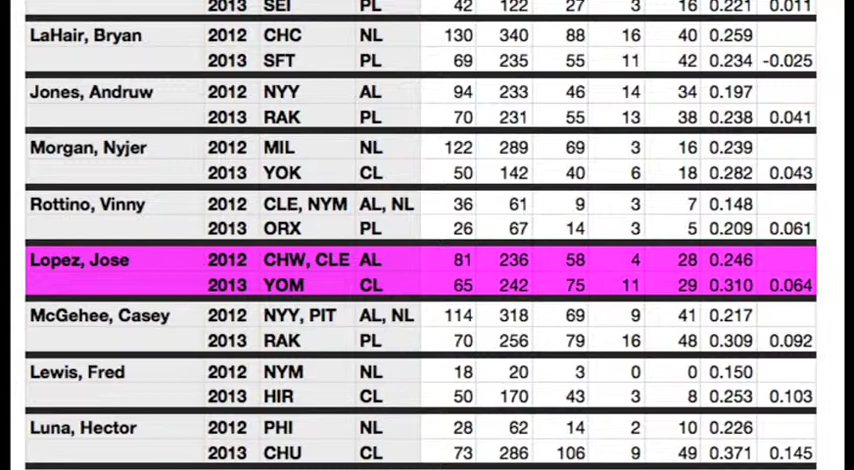 2013 SEI PL 42 122 27 3 16 0.221 0.011
LaHair, Bryan 2012 CHC NL 130 340 88 16 40 0.259
2013 SFT PL 69 235 55 11 42 0.234 -0.025
Jones, Andruw 2012 NYY AL 94 233 46 14 34 0.197
2013 RAK PL 70 231 55 13 38 0.238 0.041
Morgan, Nyjer 2012 MIL NL 122 289 69 3 16 0.239
2013 YOK CL 50 142 40 6 18 0.282 0.043
Rottino, Vinny 2012 CLE, NYM AL, NL 36 61 9 3 7 0.148
2013 ORX PL 26 67 14 3 5 0.209 0.061
Lopez, Jose 2012 CHW, CLE AL 81 236 58 4 28 0.246
2013 YOM CL 65 242 75 11 29 0.310 0.064
McGehee, Casey 2012 NYY, PIT AL, NL 114 318 69 9 41 0.217
2013 RAK PL 70 256 79 16 48 0.309 0.092
Lewis, Fred 2012 NYM NL 18 20 3 0 0 0.150
2013 HIR CL 50 170 43 3 8 0.253 0.103
Luna, Hector 2012 PHI NL 28 62 14 2 10 0.226
2013 CHU CL 73 286 106 9 49 0.371 0.145